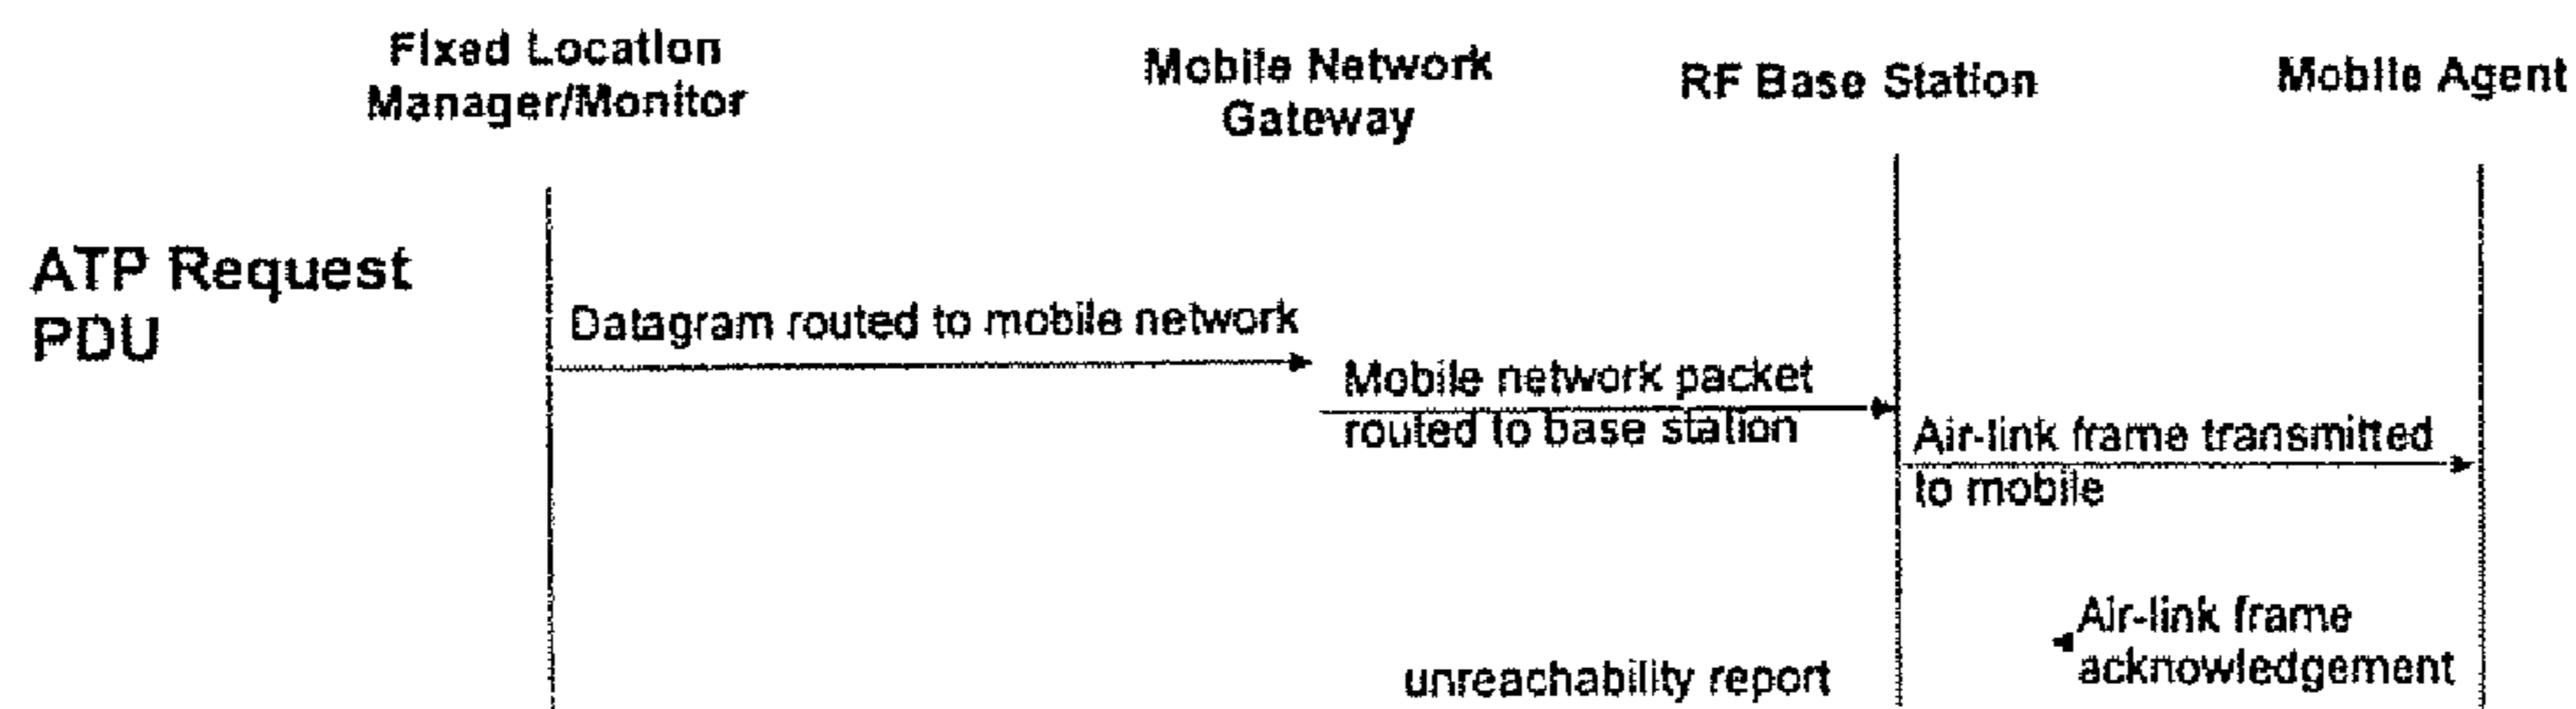 Fixed Location
Manager/Monitor
Mobile Network
Gateway
RF Base Station
Mobile Agent
ATP Request
PDU
Datagram routed to mobile network
Mobile network packet
routed to base station
Air-link frame transmitted
to mobile
Air-link frame
acknowledgement
unreachability report